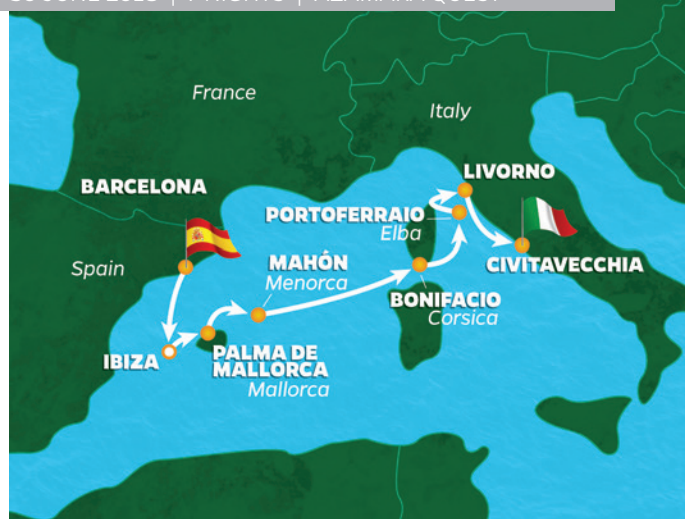 France
Italy
BARCELONA
LIVORNO
PORTOFERRAIO
Elba
Spain
MAHÓN
Menorca
CIVITAVECCHIA
BONIFACIO
Corsica
IBIZA
PALMA DE
MALLORCA
Mallorca